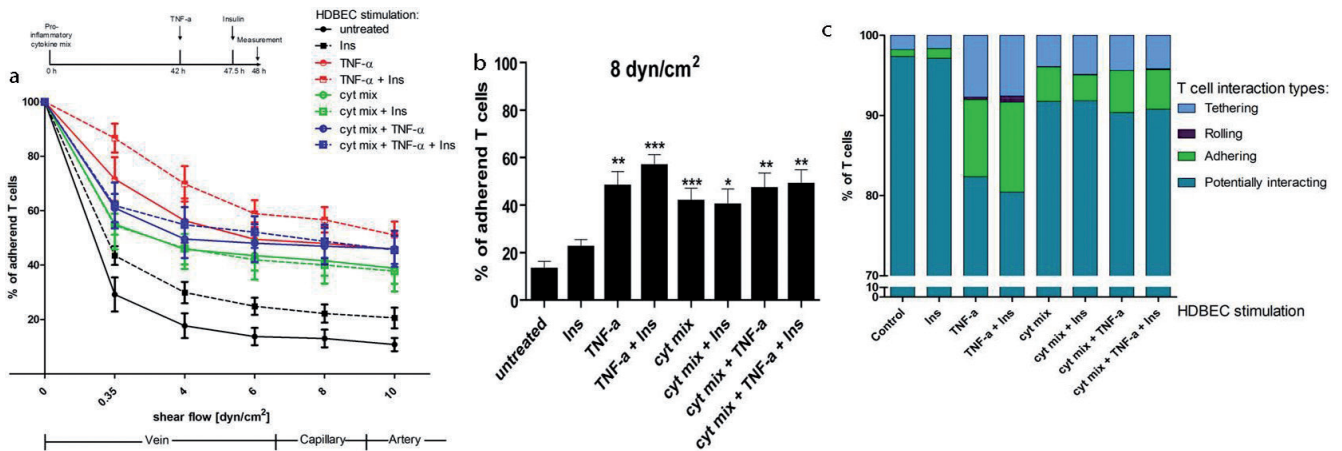 Pro-
inflammatory
cytokine mix
TNF-a
Insulin
Measurement
0 h
42 h
47.5 h
48 h
HDBEC stimulation:
untreated
Ins
TNF-α
TNF-α + Ins
cyt mix
cyt mix + Ins
cyt mix + TNF-α
cyt mix + TNF-α + Ins
a
% of adherend T cells
100
80
60
40
20
0
0.35
4
6
8
10
shear flow [dyn/cm²]
Vein
Capillary
Artery
b
8 dyn/cm²
% of adherend T cells
100
80
60
40
20
0
**
***
***
*
**
**
untreated
Ins
TNF-a
TNF-a + Ins
cyt mix
cyt mix + Ins
cyt mix + TNF-a
cyt mix + TNF-a + Ins
c
% of T cells
100
90
80
70
10
0
T cell interaction types:
Tethering
Rolling
Adhering
Potentially interacting
HDBEC stimulation
Control
Ins
TNF-a
TNF-a + Ins
cyt mix
cyt mix + Ins
cyt mix + TNF-a
cyt mix + TNF-a + Ins